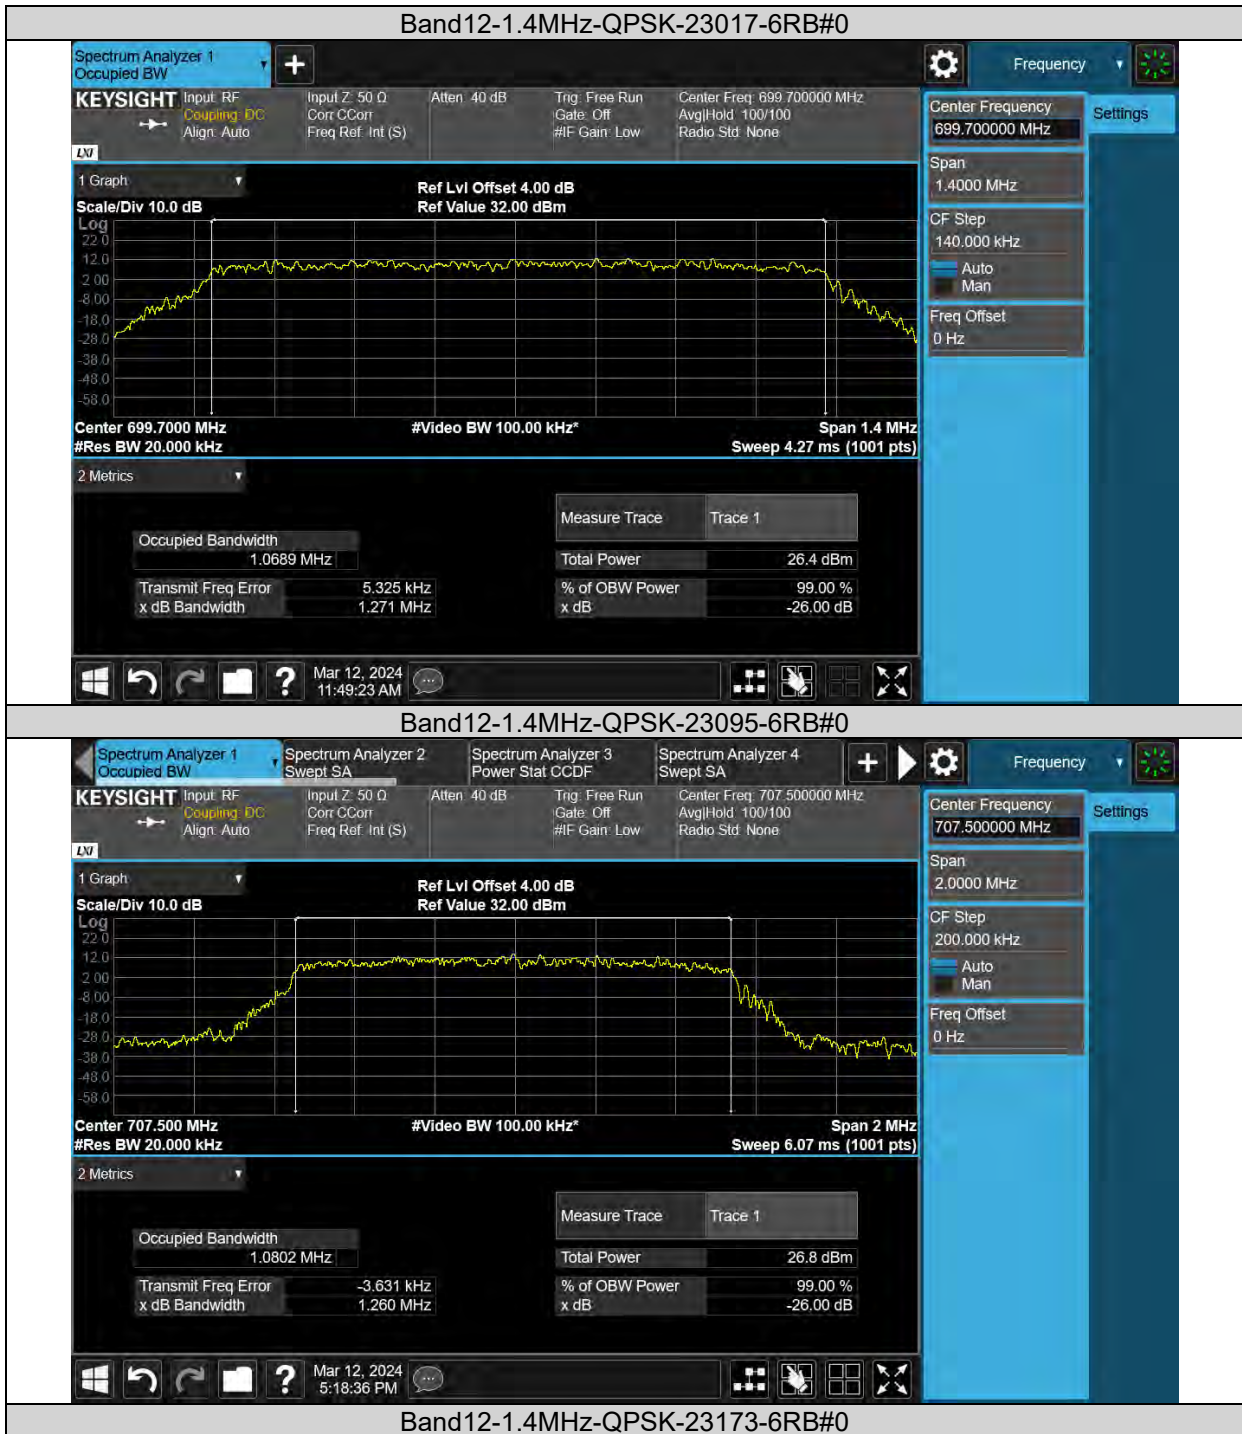 Band12-1.4MHz-QPSK-23017-6RB#0
Spectrum Analyzer 1
Occupied BW
+
Frequency
KEYSIGHT
Input: RF
Coupling: DC
Align: Auto
Input Z: 50 Ω
Corr CCorr
Freq Ref: Int (S)
Atten: 40 dB
Trig: Free Run
Gate: Off
#IF Gain: Low
Center Freq: 699.700000 MHz
Avg|Hold: 100/100
Radio Std: None
LXI
Center Frequency
699.700000 MHz
Settings
Span
1.4000 MHz
CF Step
140.000 kHz
Auto
Man
Freq Offset
0 Hz
1 Graph
Scale/Div 10.0 dB
Ref Lvl Offset 4.00 dB
Ref Value 32.00 dBm
Log
22.0
12.0
2.00
-8.00
-18.0
-28.0
-38.0
-48.0
-58.0
Center 699.7000 MHz
#Video BW 100.00 kHz*
Span 1.4 MHz
#Res BW 20.000 kHz
Sweep 4.27 ms (1001 pts)
2 Metrics
Measure Trace Trace 1
Occupied Bandwidth
1.0689 MHz
Total Power 26.4 dBm
Transmit Freq Error 5.325 kHz
% of OBW Power 99.00 %
x dB Bandwidth 1.271 MHz
x dB -26.00 dB
?
Mar 12, 2024
11:49:23 AM
Band12-1.4MHz-QPSK-23095-6RB#0
Spectrum Analyzer 1
Occupied BW
Spectrum Analyzer 2
Swept SA
Spectrum Analyzer 3
Power Stat CCDF
Spectrum Analyzer 4
Swept SA
+
Frequency
KEYSIGHT
Input: RF
Coupling: DC
Align: Auto
Input Z: 50 Ω
Corr CCorr
Freq Ref: Int (S)
Atten: 40 dB
Trig: Free Run
Gate: Off
#IF Gain: Low
Center Freq: 707.500000 MHz
Avg|Hold: 100/100
Radio Std: None
LXI
Center Frequency
707.500000 MHz
Settings
Span
2.0000 MHz
CF Step
200.000 kHz
Auto
Man
Freq Offset
0 Hz
1 Graph
Scale/Div 10.0 dB
Ref Lvl Offset 4.00 dB
Ref Value 32.00 dBm
Log
22.0
12.0
2.00
-8.00
-18.0
-28.0
-38.0
-48.0
-58.0
Center 707.500 MHz
#Video BW 100.00 kHz*
Span 2 MHz
#Res BW 20.000 kHz
Sweep 6.07 ms (1001 pts)
2 Metrics
Measure Trace Trace 1
Occupied Bandwidth
1.0802 MHz
Total Power 26.8 dBm
Transmit Freq Error -3.631 kHz
% of OBW Power 99.00 %
x dB Bandwidth 1.260 MHz
x dB -26.00 dB
?
Mar 12, 2024
5:18:36 PM
Band12-1.4MHz-QPSK-23173-6RB#0